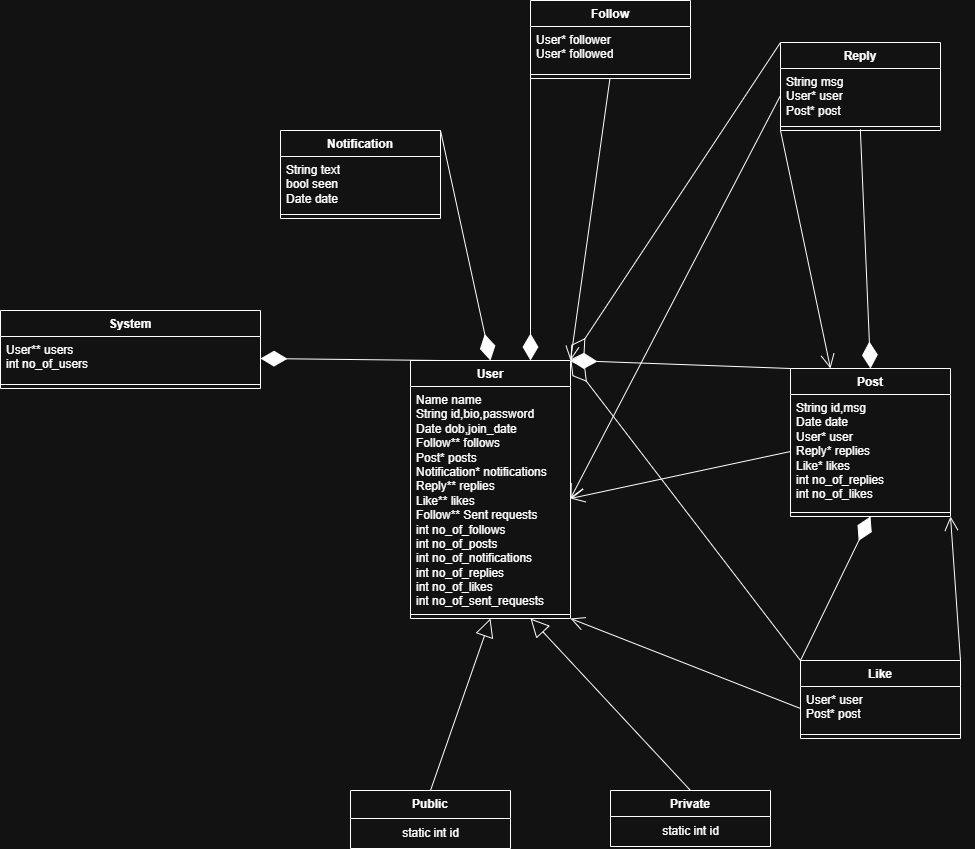 Follow
User* follower
User* followed
Reply
String msg
User* user
Post* post
Notification
String text
bool seen
Date date
System
User** users
int no_of_users
User
Name name
String id,bio,password
Date dob,join_date
Follow** follows
Post* posts
Notification* notifications
Reply** replies
Like** likes
Follow** Sent requests
int no_of_follows
int no_of_posts
int no_of_notifications
int no_of_replies
int no_of_likes
int no_of_sent_requests
Post
String id,msg
Date date
User* user
Reply* replies
Like* likes
int no_of_replies
int no_of_likes
Like
User* user
Post* post
Public
static int id
Private
static int id